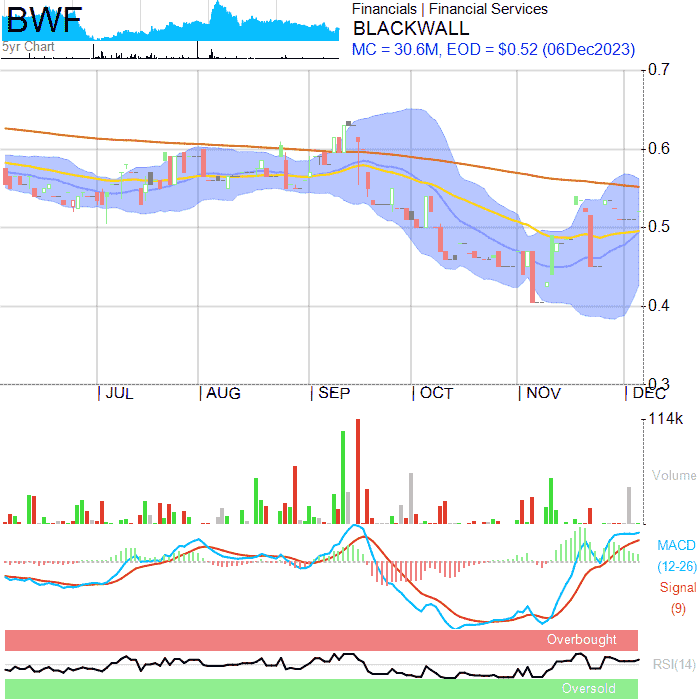 BWF
Financials | Financial Services
BLACKWALL
5yr Chart
MC = 30.6M, EOD = $0.52 (06Dec2023)
0.7
0.6
0.5
0.4
0.3
JUL AUG SEP OCT NOV DEC
114k
Volume
MACD
(12-26)
Signal
(9)
Overbought
RSI(14)
Oversold